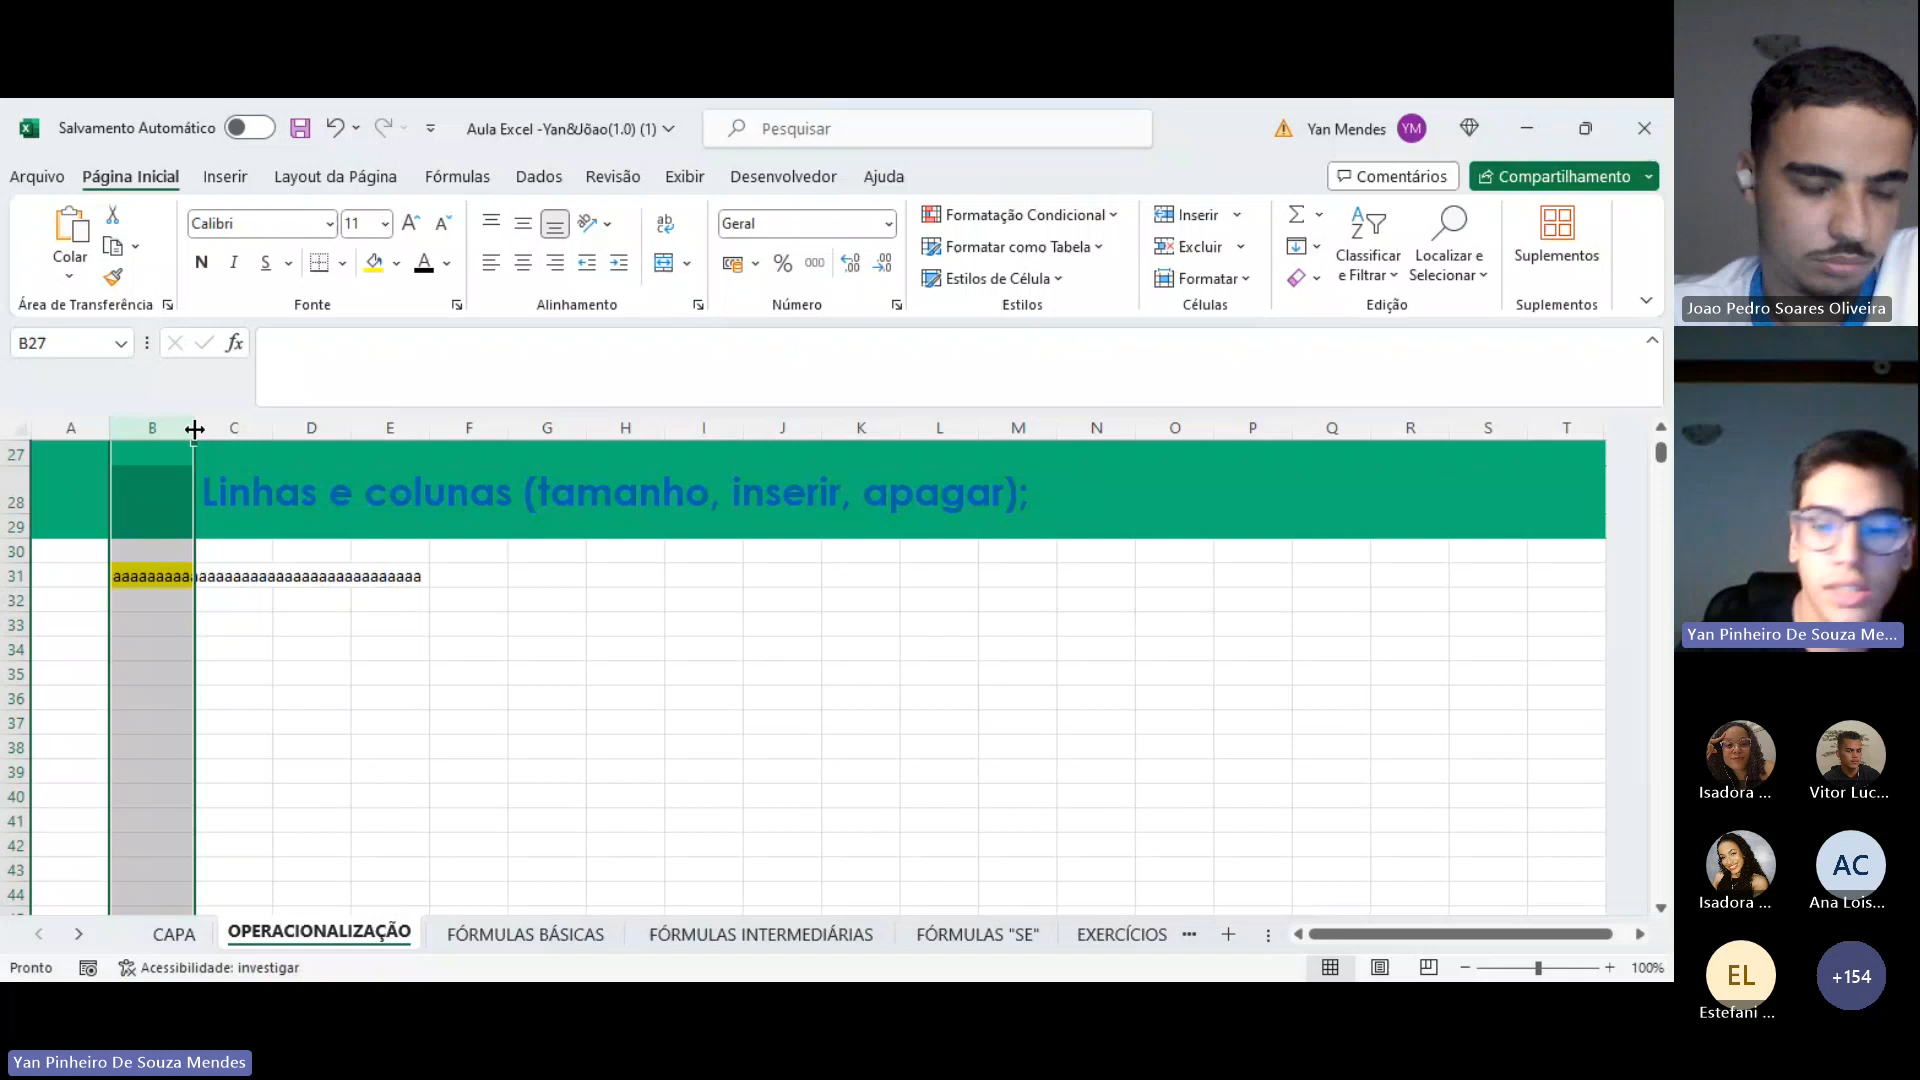 Salvamento Automático
Aula Excel -Yan&Jõao(1.0) (1)
Pesquisar
Yan Mendes
YM
Arquivo
Página Inicial
Inserir
Layout da Página
Fórmulas
Dados
Revisão
Exibir
Desenvolvedor
Ajuda
Comentários
Compartilhamento
Colar
Área de Transferência
Calibri
11
N I S
Fonte
ab
Alinhamento
Geral
% 000
Número
Formatação Condicional
Formatar como Tabela
Estilos de Célula
Estilos
Inserir
Excluir
Formatar
Células
Classificar
e Filtrar
Localizar e
Selecionar
Edição
Suplementos
Suplementos
B27
fx
A B C D E F G H I J K L M N O P Q R S T
27
28 Linhas e colunas (tamanho, inserir, apagar);
29
30
31
32
33
34
35
36
37
38
39
40
41
42
43
44
CAPA
OPERACIONALIZAÇÃO
FÓRMULAS BÁSICAS
FÓRMULAS INTERMEDIÁRIAS
FÓRMULAS "SE"
EXERCÍCIOS
Pronto
Acessibilidade: investigar
100%
Joao Pedro Soares Oliveira
Yan Pinheiro De Souza Me...
Isadora ...
Vitor Luc...
Isadora ...
AC
Ana Lois...
EL
Estefani ...
+154
Yan Pinheiro De Souza Mendes